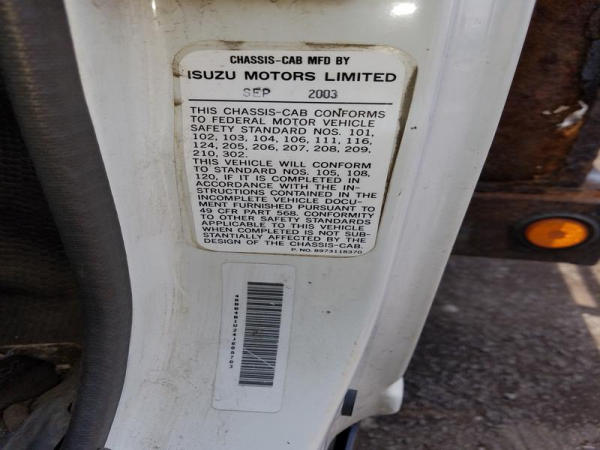 CHASSIS-CAB MFD BY
ISUZU MOTORS LIMITED
SEP 2003
THIS CHASSIS-CAB CONFORMS
TO FEDERAL MOTOR VEHICLE
SAFETY STANDARD NOS. 101,
102, 103, 104, 106, 111, 116,
124, 205, 206, 207, 208, 209,
210, 302.
THIS VEHICLE WILL CONFORM
TO STANDARD NOS. 105, 108,
120, IF IT IS COMPLETED IN
ACCORDANCE WITH THE IN-
STRUCTIONS CONTAINED IN THE
INCOMPLETE VEHICLE DOCU-
MENT FURNISHED PURSUANT TO
49 CFR PART 568. CONFORMITY
TO OTHER SAFETY STANDARDS
APPLICABLE TO THIS VEHICLE
WHEN COMPLETED IS NOT SUB-
STANTIALLY AFFECTED BY THE
DESIGN OF THE CHASSIS-CAB.
P. NO. 8973118370